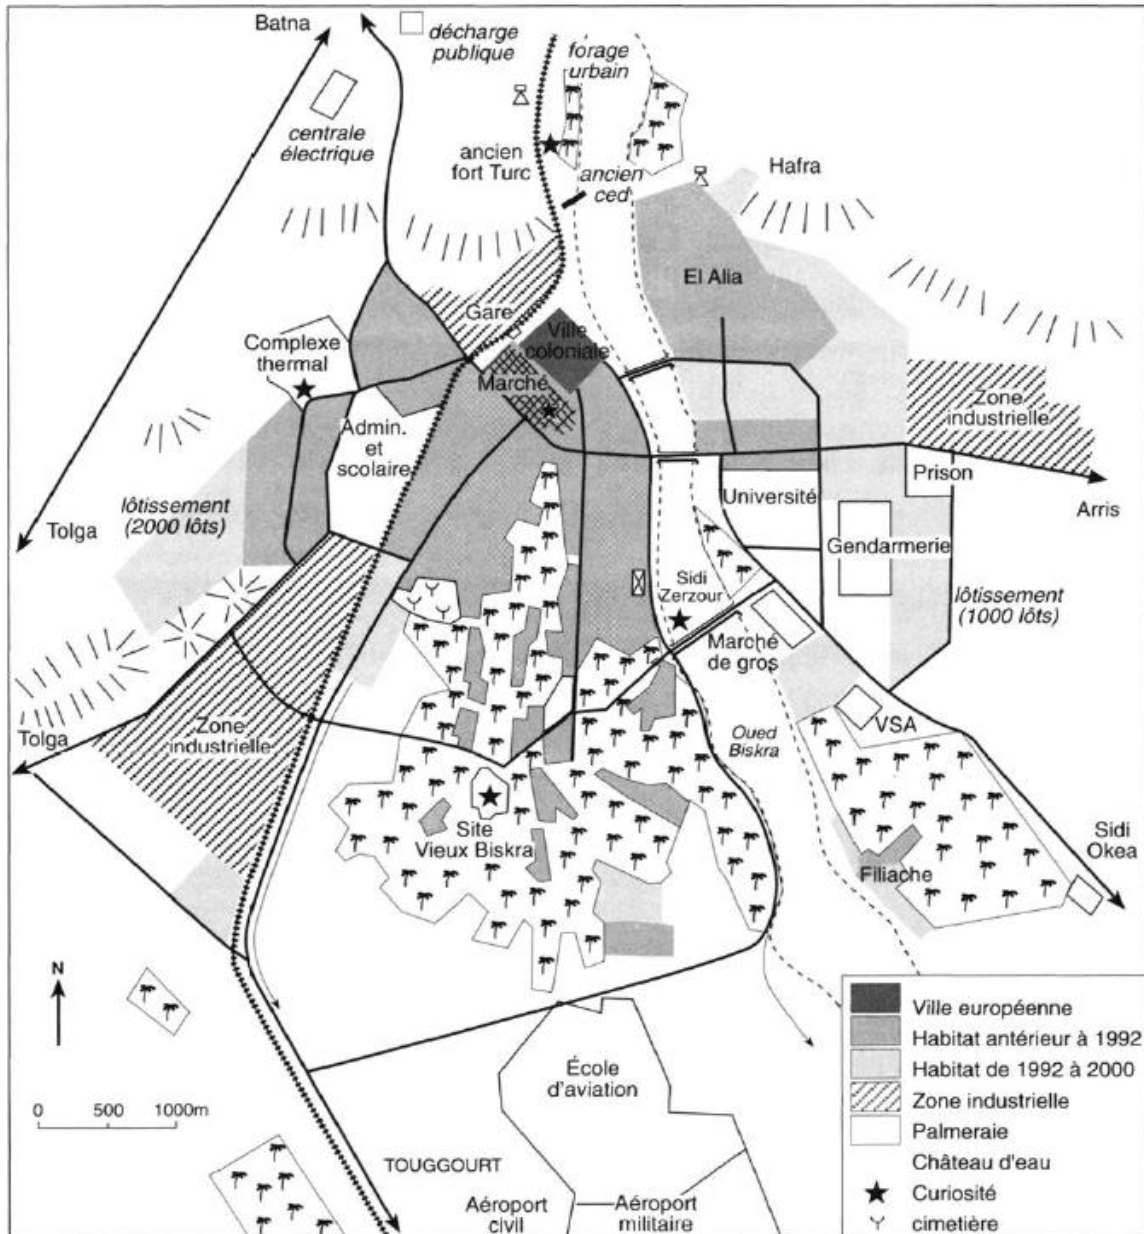 Batna
décharge
publique
forage
urbain
centrale
électrique
ancien
fort Turc
ancien
ced
Hafra
El Alia
Gare
Ville
coloniale
Complexe
thermal
Marché
Zone
industrielle
Admin.
et
scolaire
Prison
Université
lôtissement
(2000 lôts)
Arris
Tolga
Gendarmerie
Sidi
Zerzour
lôtissement
(1000 lôts)
Marché
de gros
VSA
Tolga
Zone
industrielle
Oued
Biskra
Site
Vieux Biskra
Sidi
Okea
Filiache
N
0 500 1000m
École
d'aviation
TOUGGOURT
Aéroport
civil
Aéroport
militaire
Ville européenne
Habitat antérieur à 1992
Habitat de 1992 à 2000
Zone industrielle
Palmeraie
Château d'eau
Curiosité
cimetière